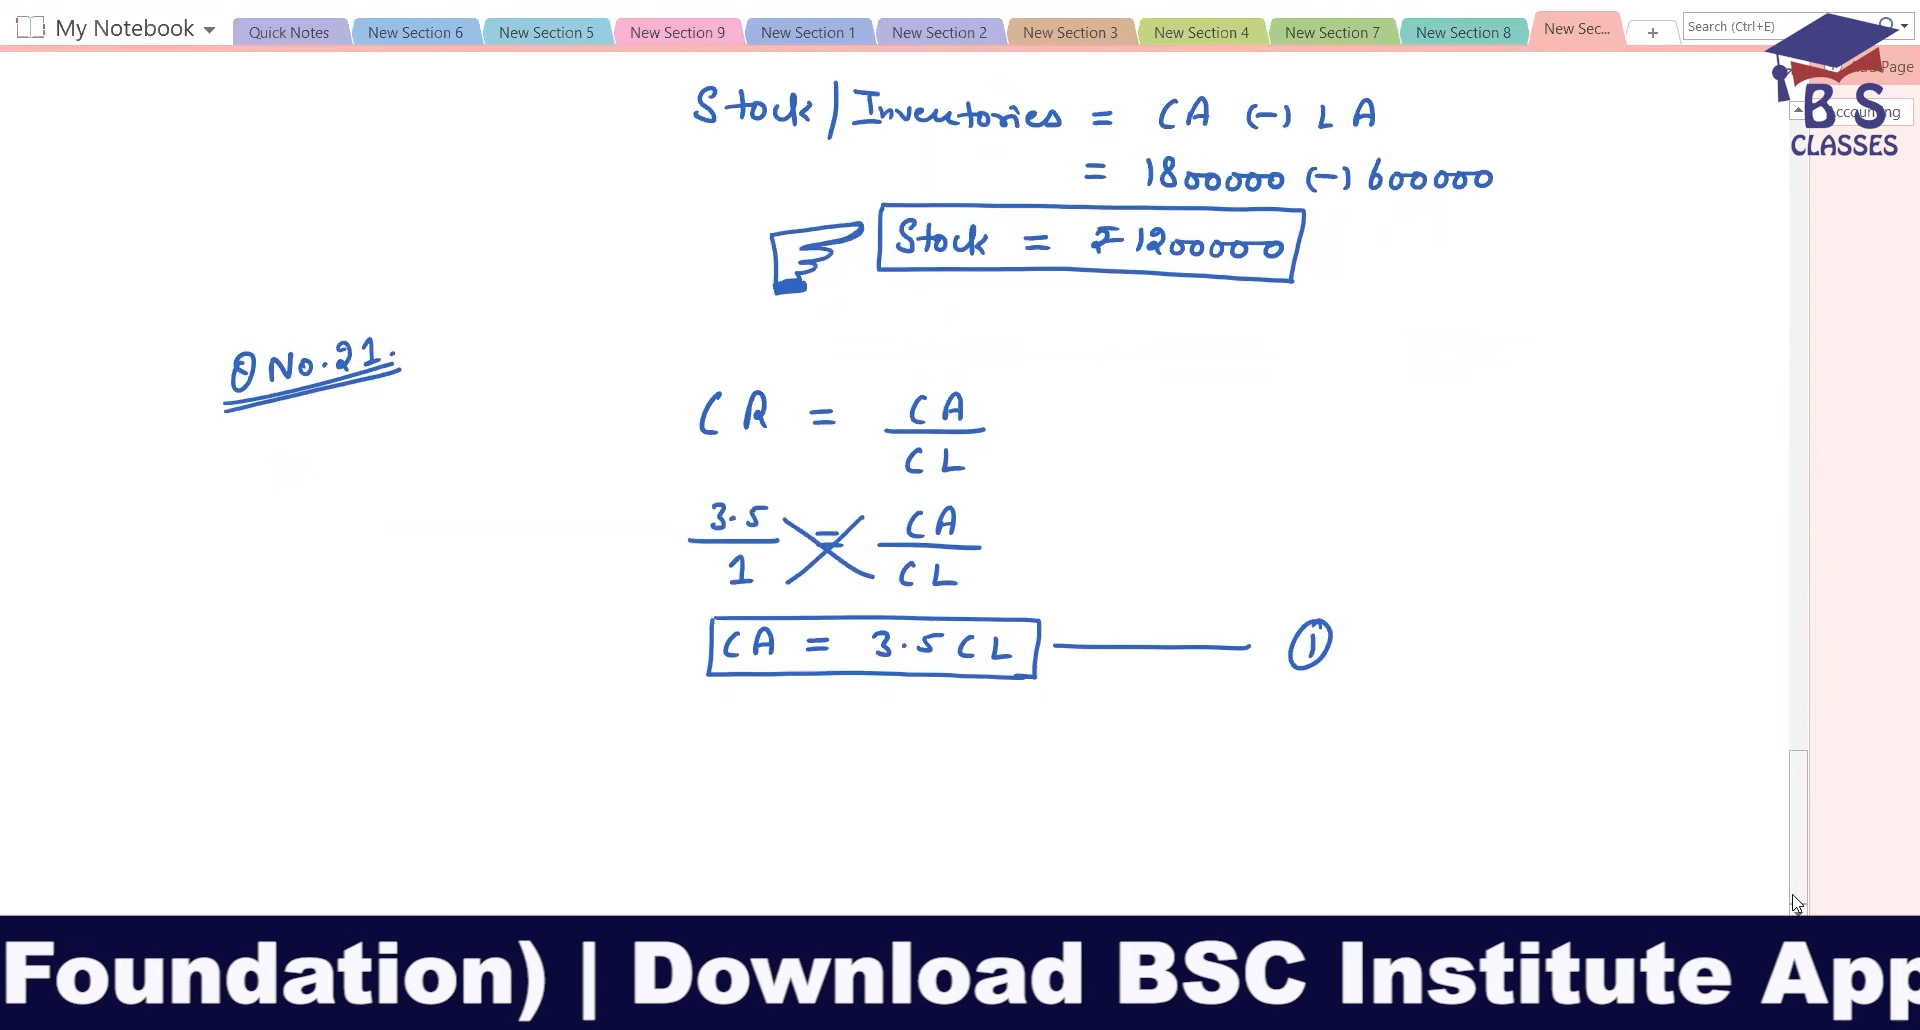 My Notebook
Quick Notes
New Section 6
New Section 5
New Section 9
New Section 1
New Section 2
New Section 3
New Section 4
New Section 7
New Section 8
New Sec...
+
Search (Ctrl+E)
Page
BS
CLASSES
ccounting
Stock/Inventories = CA (-) LA
= 1800000 (-) 600000
Stock = ₹1200000
Q No. 21.
CR = CA
CL
3.5 = CA
1 CL
CA = 3.5 CL ①
Foundation) | Download BSC Institute App